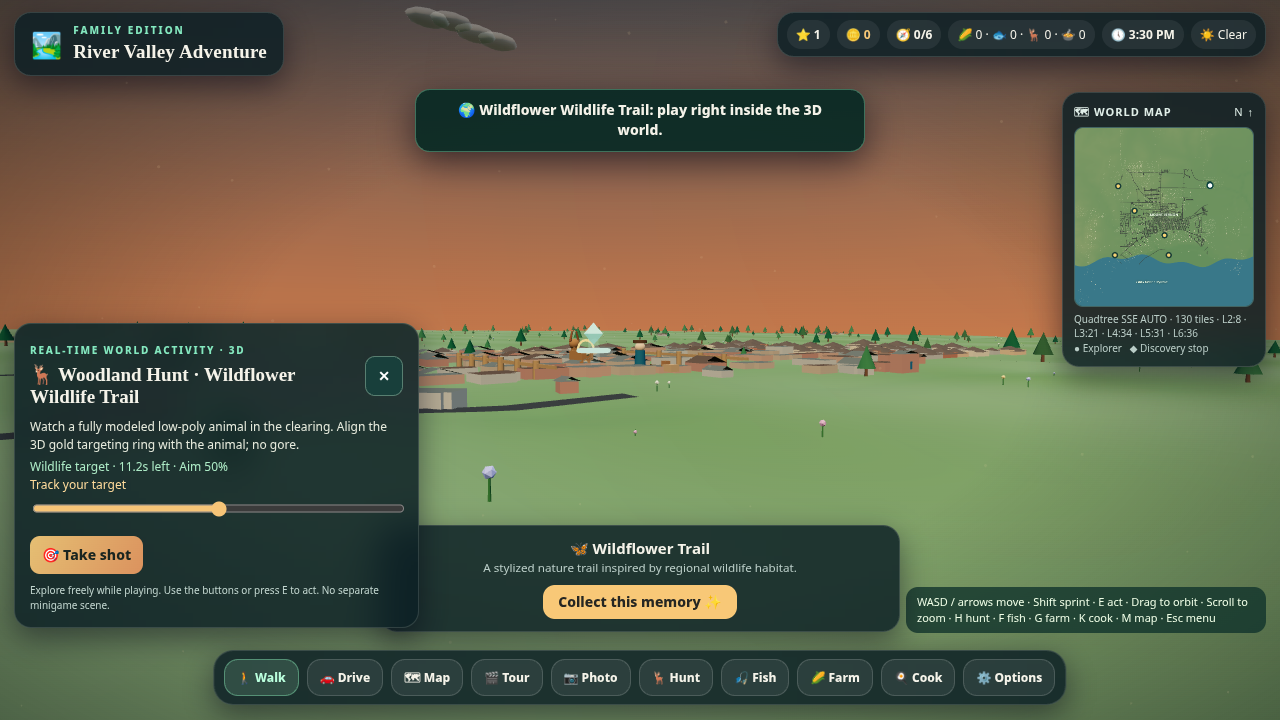 FAMILY EDITION
River Valley Adventure
1
0
0/6
0 · 0 · 0 · 0
3:30 PM
Clear
Wildflower Wildlife Trail: play right inside the 3D
world.
WORLD MAP
N ↑
Quadtree SSE AUTO · 130 tiles · L2:8 ·
L3:21 · L4:34 · L5:31 · L6:36
● Explorer ◆ Discovery stop
REAL-TIME WORLD ACTIVITY · 3D
Woodland Hunt · Wildflower
Wildlife Trail
×
Watch a fully modeled low-poly animal in the clearing. Align the
3D gold targeting ring with the animal; no gore.
Wildlife target · 11.2s left · Aim 50%
Track your target
Take shot
Explore freely while playing. Use the buttons or press E to act. No separate
minigame scene.
Wildflower Trail
A stylized nature trail inspired by regional wildlife habitat.
Collect this memory ✨
WASD / arrows move · Shift sprint · E act · Drag to orbit · Scroll to
zoom · H hunt · F fish · G farm · K cook · M map · Esc menu
Walk
Drive
Map
Tour
Photo
Hunt
Fish
Farm
Cook
Options